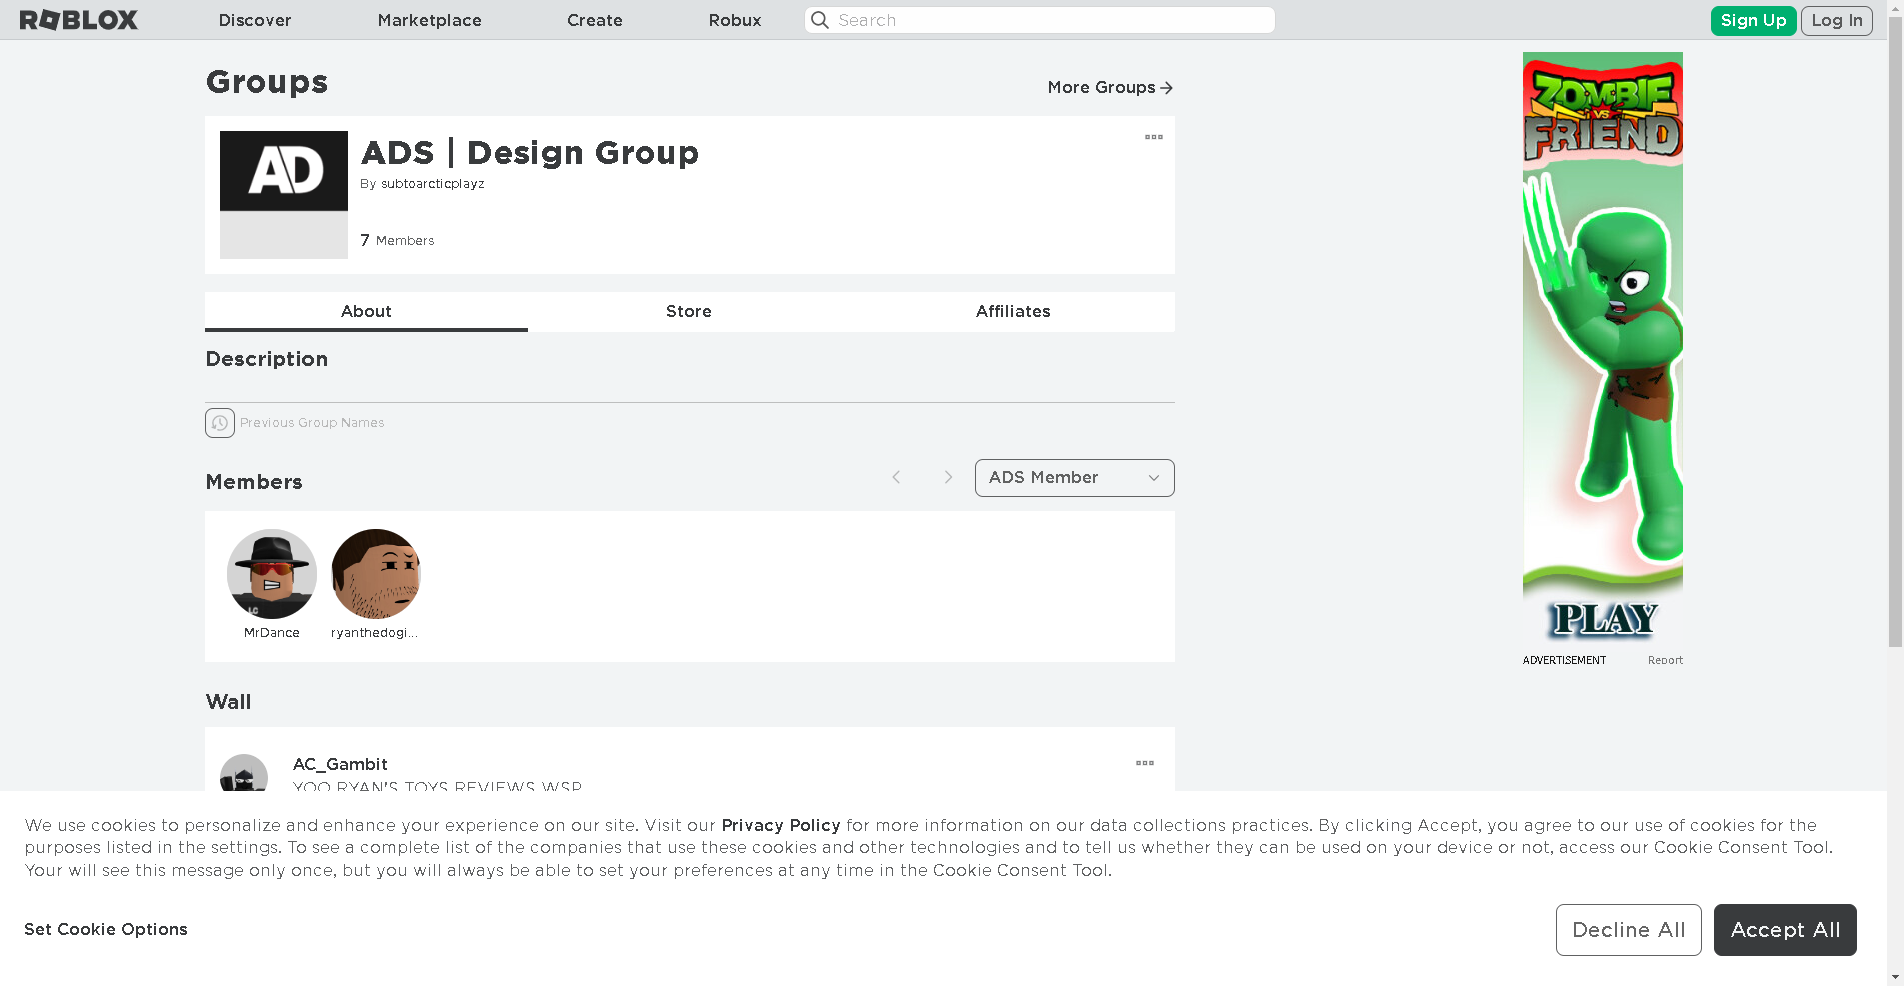 ROBLOX
Discover
Marketplace
Create
Robux
Search
Sign Up
Log In
Groups
More Groups
AD
ADS | Design Group
By subtoarcticplayz
7 Members
About
Store
Affiliates
Description
Previous Group Names
Members
ADS Member
MrDance
ryanthedogi...
Wall
AC_Gambit
YOO RYAN'S TOYS REVIEWS WSP
ZOMBIE
VS
FRIEND
PLAY
ADVERTISEMENT
Report
We use cookies to personalize and enhance your experience on our site. Visit our Privacy Policy for more information on our data collections practices. By clicking Accept, you agree to our use of cookies for the
purposes listed in the settings. To see a complete list of the companies that use these cookies and other technologies and to tell us whether they can be used on your device or not, access our Cookie Consent Tool.
Your will see this message only once, but you will always be able to set your preferences at any time in the Cookie Consent Tool.
Set Cookie Options
Decline All
Accept All